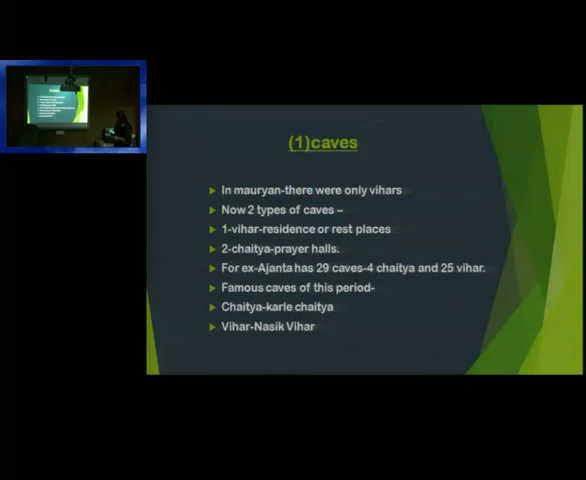 (1)caves
In mauryan-there were only vihars
Now 2 types of caves –
1-vihar-residence or rest places
2-chaitya-prayer halls.
For ex-Ajanta has 29 caves-4 chaitya and 25 vihar.
Famous caves of this period-
Chaitya-karle chaitya
Vihar-Nasik Vihar